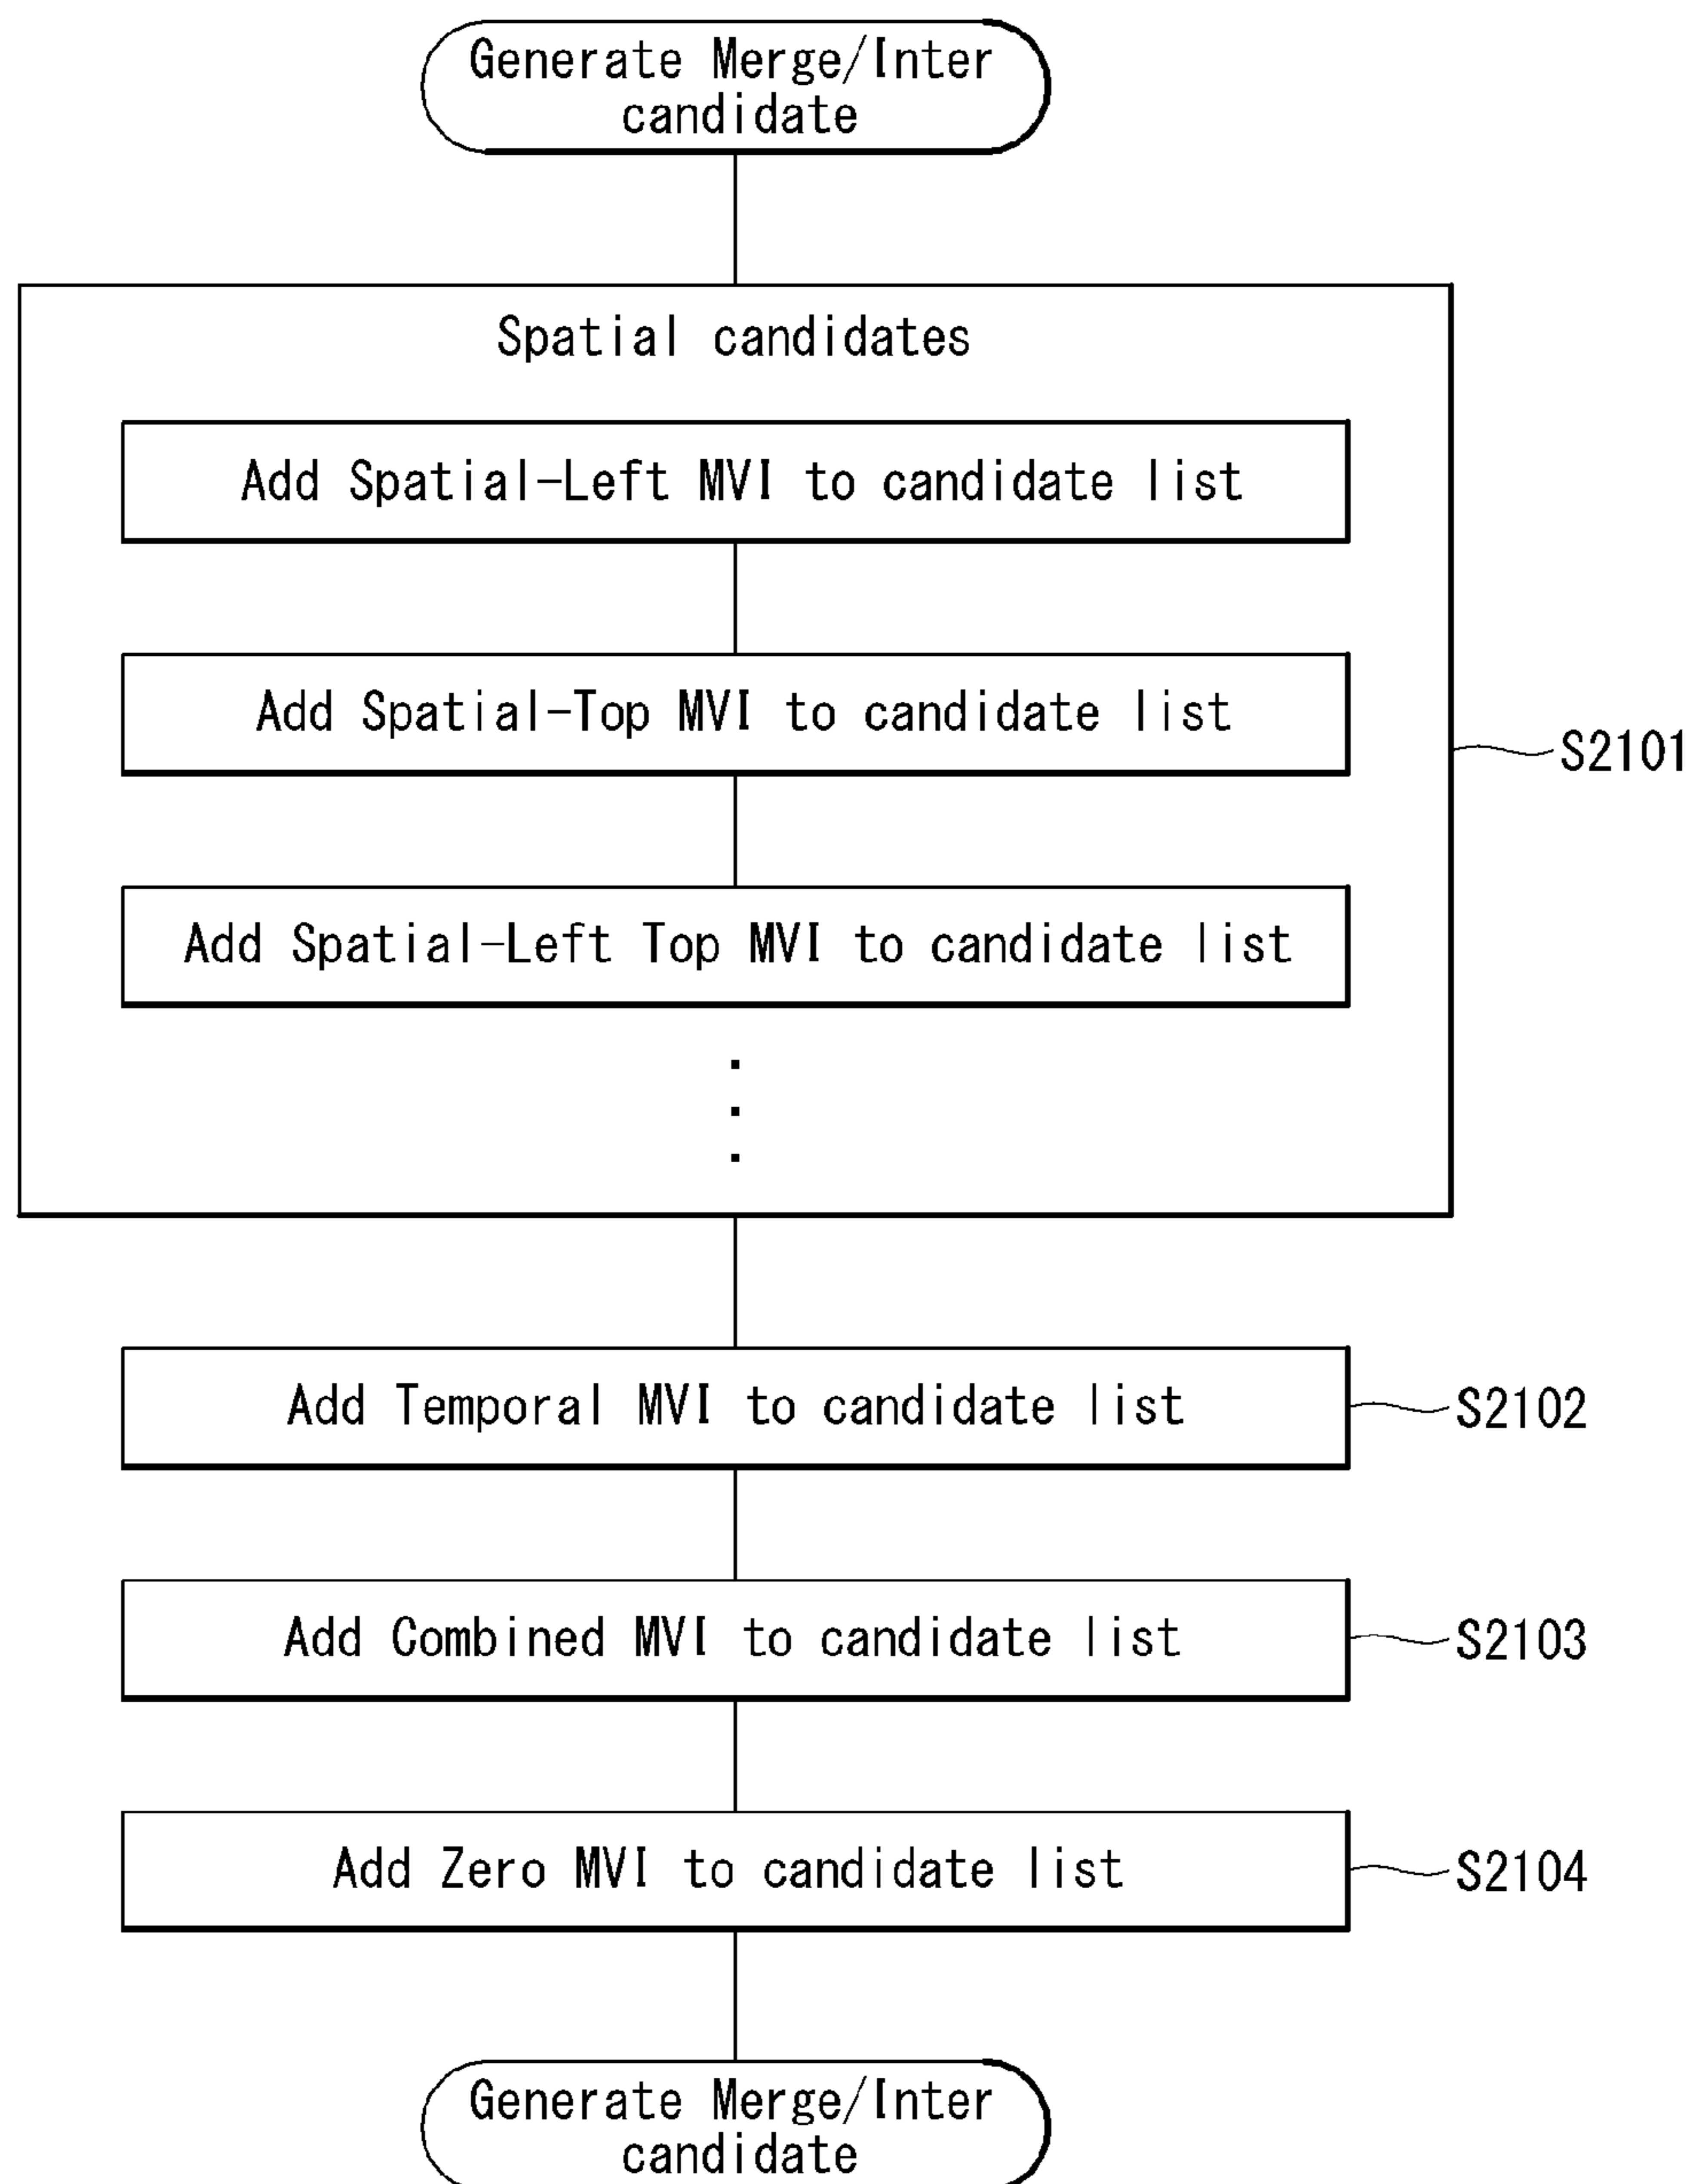 Generate Merge/Inter
candidate
Spatial candidates
Add Spatial-Left MVI to candidate list
Add Spatial-Top MVI to candidate list
S2101
Add Spatial-Left Top MVI to candidate list
Add Temporal MVI to candidate list
S2102
Add Combined MVI to candidate list
S2103
Add Zero MVI to candidate list
S2104
Generate Merge/Inter
candidate